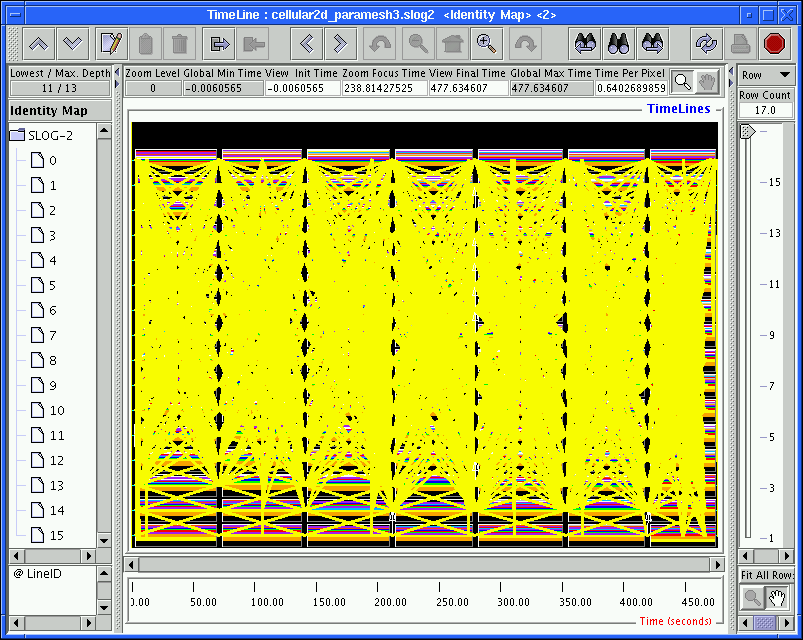 TimeLine : cellular2d_paramesh3.slog2 <Identity Map> <2>
Lowest / Max. Depth
11 / 13
Zoom Level
Global Min Time
View Init Time
Zoom Focus Time
View Final Time
Global Max Time
Time Per Pixel
0
-0.0060565
-0.0060565
238.81427525
477.634607
477.634607
0.6402689859
Row
Row Count
17.0
Identity Map
TimeLines
SLOG-2
0
1
2
3
4
5
6
7
8
9
10
11
12
13
14
15
15
13
11
9
7
5
3
1
@ LineID
0.00
50.00
100.00
150.00
200.00
250.00
300.00
350.00
400.00
450.00
Time (seconds)
Fit All Row